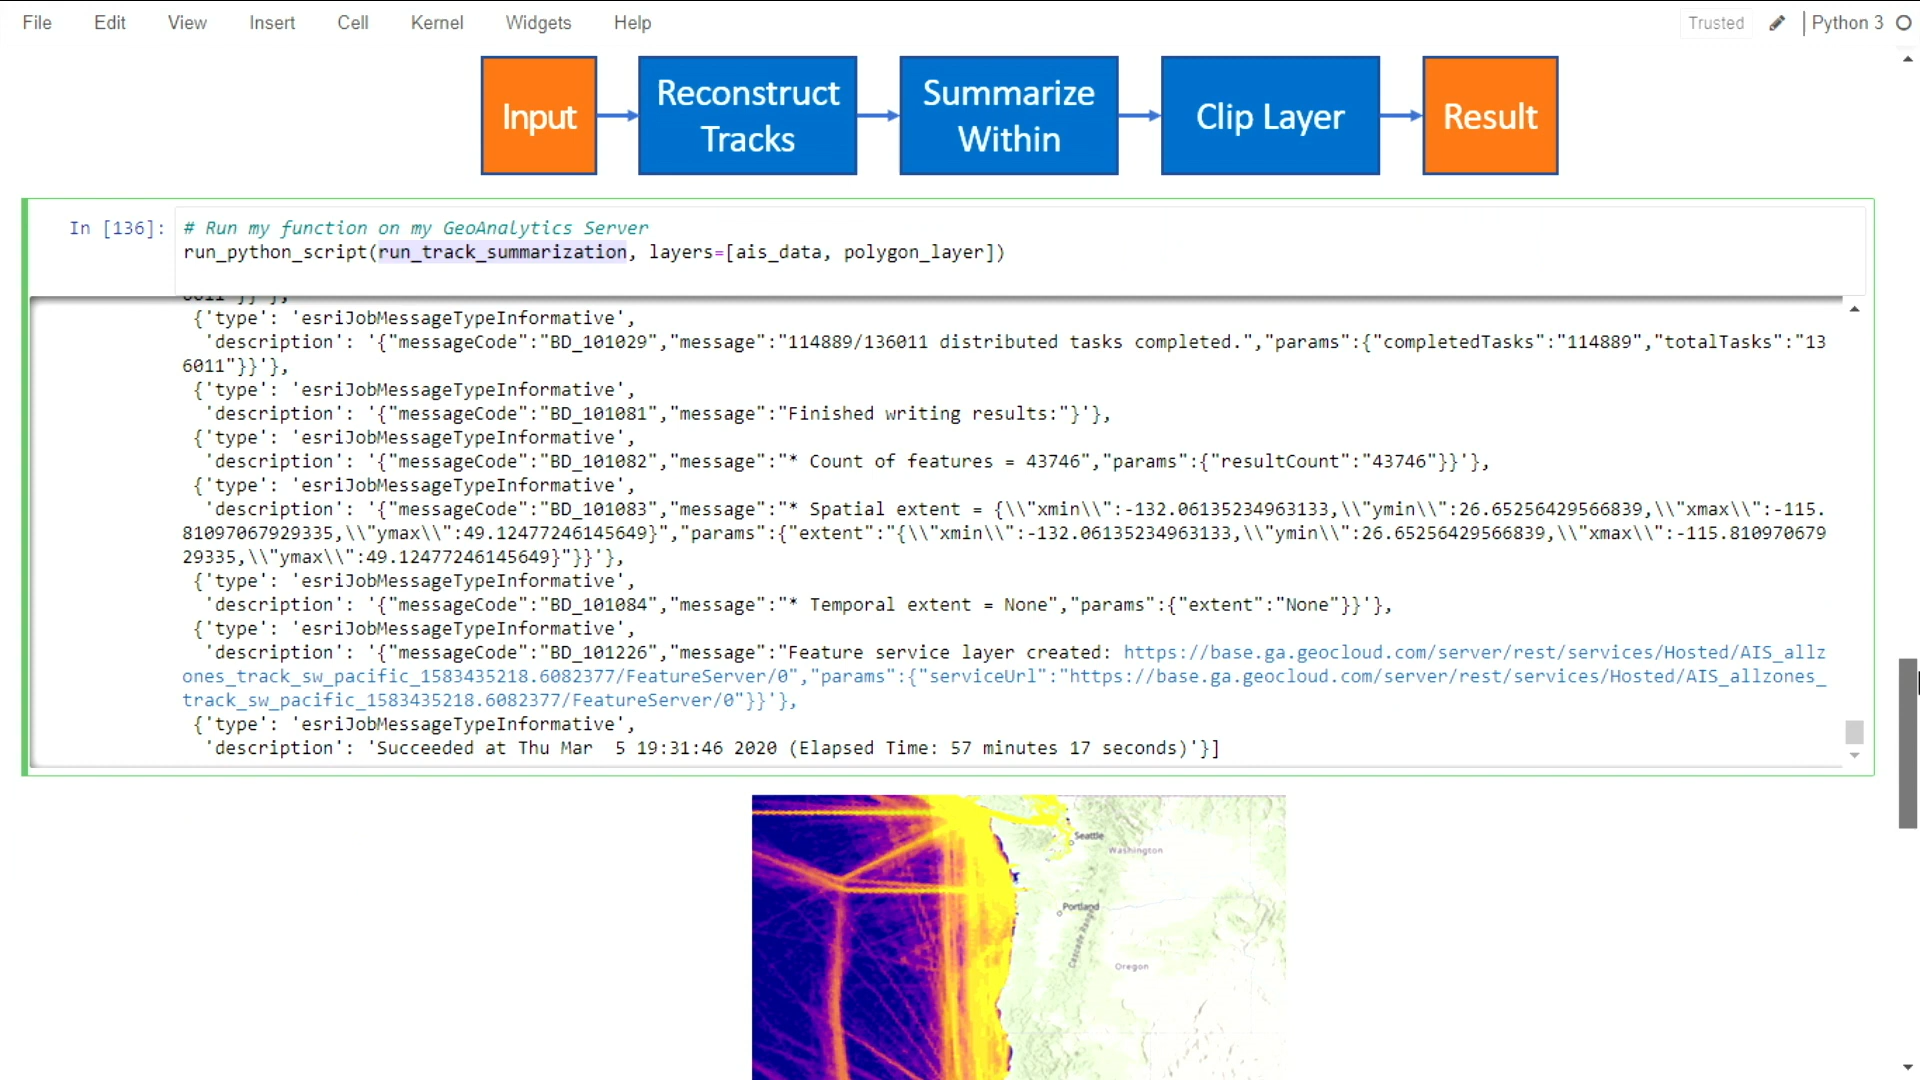 File Edit View Insert Cell Kernel Widgets Help Trusted Python 3
Input
Reconstruct
Tracks
Summarize
Within
Clip Layer
Result
In [136]: # Run my function on my GeoAnalytics Server
run_python_script(run_track_summarization, layers=[ais_data, polygon_layer])
{'type': 'esriJobMessageTypeInformative',
'description': '{"messageCode":"BD_101029","message":"114889/136011 distributed tasks completed.","params":{"completedTasks":"114889","totalTasks":"13
6011"}}'},
{'type': 'esriJobMessageTypeInformative',
'description': '{"messageCode":"BD_101081","message":"Finished writing results:"}'},
{'type': 'esriJobMessageTypeInformative',
'description': '{"messageCode":"BD_101082","message":"* Count of features = 43746","params":{"resultCount":"43746"}}'},
{'type': 'esriJobMessageTypeInformative',
'description': '{"messageCode":"BD_101083","message":"* Spatial extent = {\\"xmin\\":-132.06135234963133,\\"ymin\\":26.65256429566839,\\"xmax\\":-115.
81097067929335,\\"ymax\\":49.12477246145649}","params":{"extent":"{\\"xmin\\":-132.06135234963133,\\"ymin\\":26.65256429566839,\\"xmax\\":-115.810970679
29335,\\"ymax\\":49.12477246145649}"}}'},
{'type': 'esriJobMessageTypeInformative',
'description': '{"messageCode":"BD_101084","message":"* Temporal extent = None","params":{"extent":"None"}}'},
{'type': 'esriJobMessageTypeInformative',
'description': '{"messageCode":"BD_101226","message":"Feature service layer created: https://base.ga.geocloud.com/server/rest/services/Hosted/AIS_allz
ones_track_sw_pacific_1583435218.6082377/FeatureServer/0","params":{"serviceUrl":"https://base.ga.geocloud.com/server/rest/services/Hosted/AIS_allzones_
track_sw_pacific_1583435218.6082377/FeatureServer/0"}}'},
{'type': 'esriJobMessageTypeInformative',
'description': 'Succeeded at Thu Mar  5 19:31:46 2020 (Elapsed Time: 57 minutes 17 seconds)'}]
Seattle
Washington
Portland
Cascade Range
Oregon